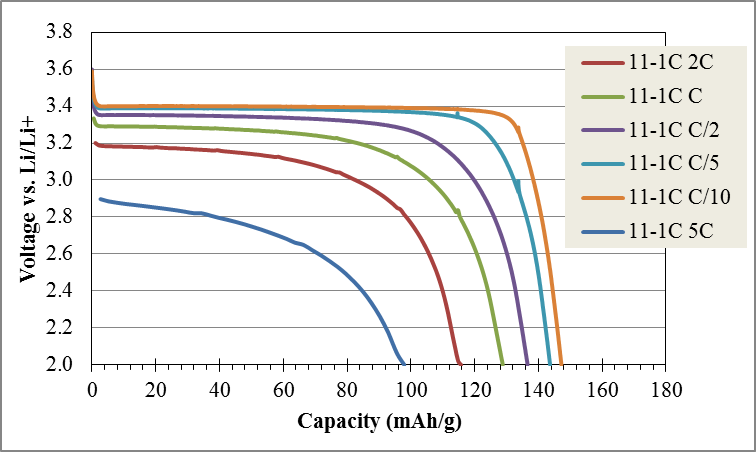 Voltage vs. Li/Li+
3.8
3.6
3.4
3.2
3.0
2.8
2.6
2.4
2.2
2.0
11-1C 2C
11-1C C
11-1C C/2
11-1C C/5
11-1C C/10
11-1C 5C
0 20 40 60 80 100 120 140 160 180
Capacity (mAh/g)